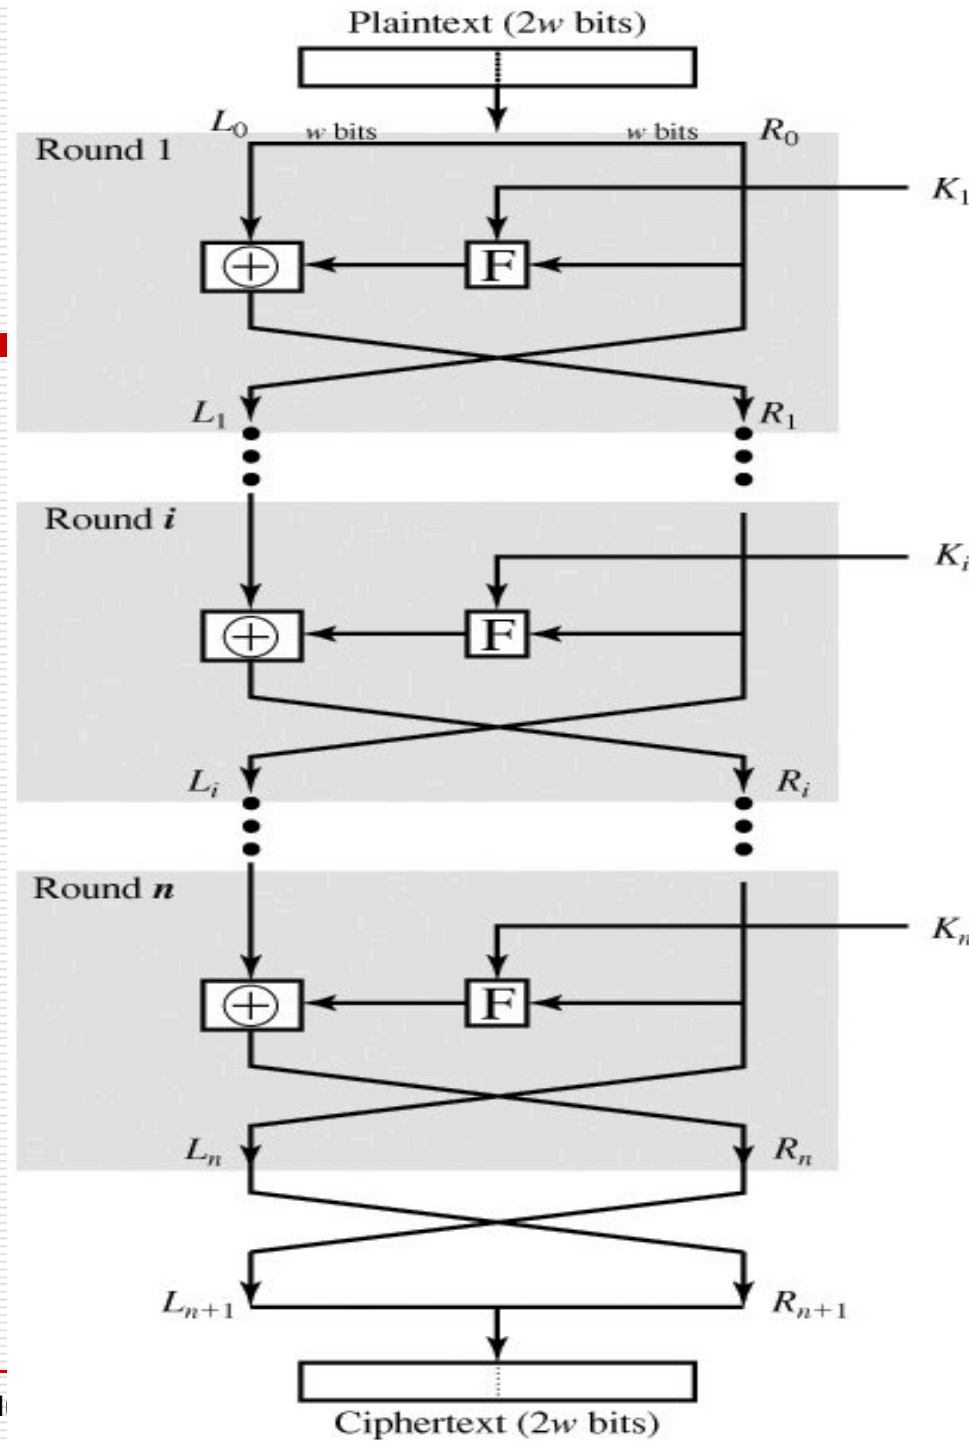 Plaintext (2w bits)
L₀ w bits w bits R₀
Round 1
K₁
⊕ F
L₁ R₁
Round i
Kᵢ
⊕ F
Lᵢ Rᵢ
Round n
Kₙ
⊕ F
Lₙ Rₙ
Lₙ₊₁ Rₙ₊₁
Ciphertext (2w bits)